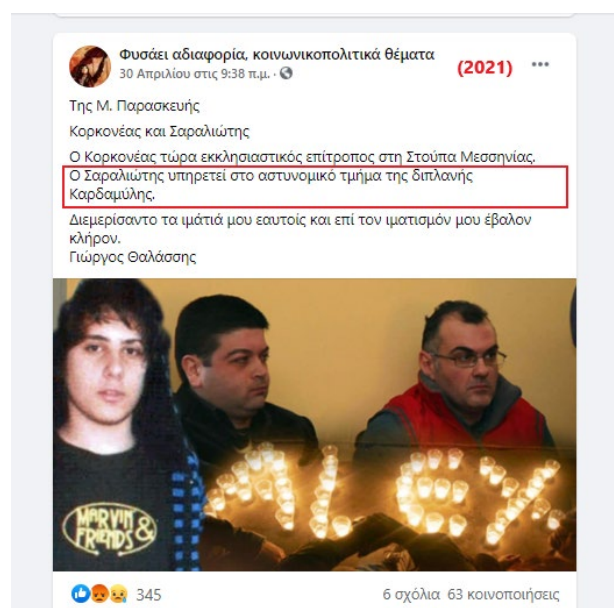 Φυσάει αδιαφορία, κοινωνικοπολιτικά θέματα
30 Απριλίου στις 9:38 π.μ. ·
(2021)
Της Μ. Παρασκευής
Κορκονέας και Σαραλιώτης
Ο Κορκονέας τώρα εκκλησιαστικός επίτροπος στη Στούπα Μεσσηνίας.
Ο Σαραλιώτης υπηρετεί στο αστυνομικό τμήμα της διπλανής
Καρδαμύλης.
Διεμερίσαντο τα ιμάτιά μου εαυτοίς και επί τον ιματισμόν μου έβαλον
κλήρον.
Γιώργος Θαλάσσης
MARVIN &
FRIENDS
ALEX
345
6 σχόλια 63 κοινοποιήσεις